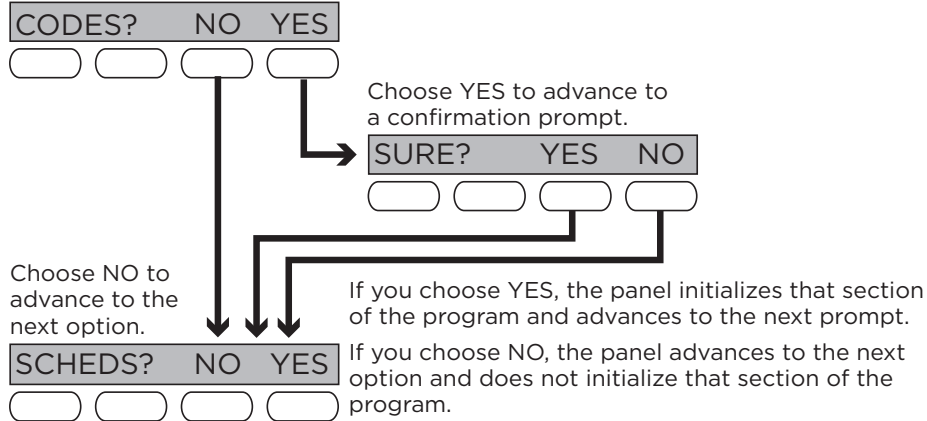 CODES? NO YES
Choose YES to advance to
a confirmation prompt.
SURE? YES NO
Choose NO to
advance to the
next option.
If you choose YES, the panel initializes that section
of the program and advances to the next prompt.
SCHEDS? NO YES
If you choose NO, the panel advances to the next
option and does not initialize that section of the
program.